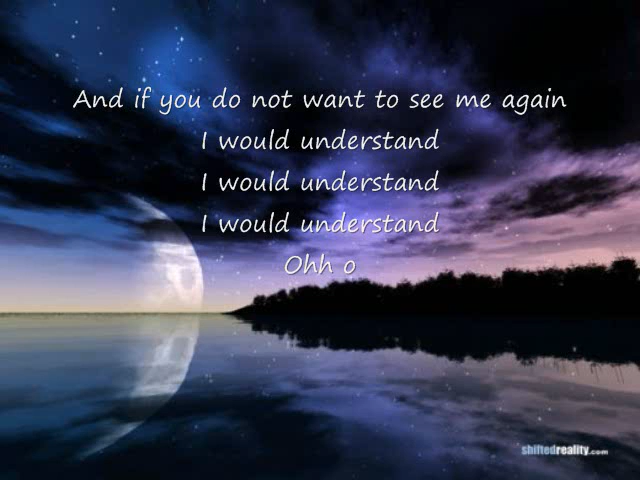 And if you do not want to see me again
I would understand
I would understand
I would understand
Ohh o
shiftedreality.com